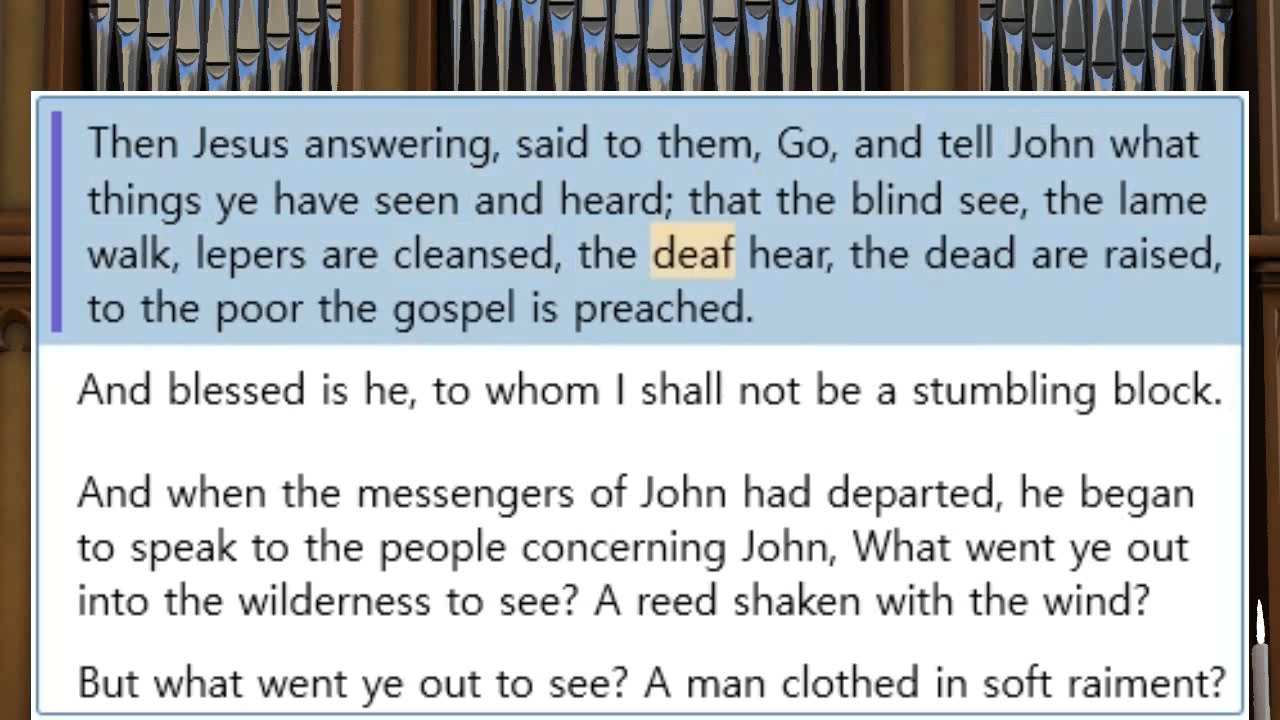 Then Jesus answering, said to them, Go, and tell John what
things ye have seen and heard; that the blind see, the lame
walk, lepers are cleansed, the deaf hear, the dead are raised,
to the poor the gospel is preached.
And blessed is he, to whom I shall not be a stumbling block.
And when the messengers of John had departed, he began
to speak to the people concerning John, What went ye out
into the wilderness to see? A reed shaken with the wind?
But what went ye out to see? A man clothed in soft raiment?